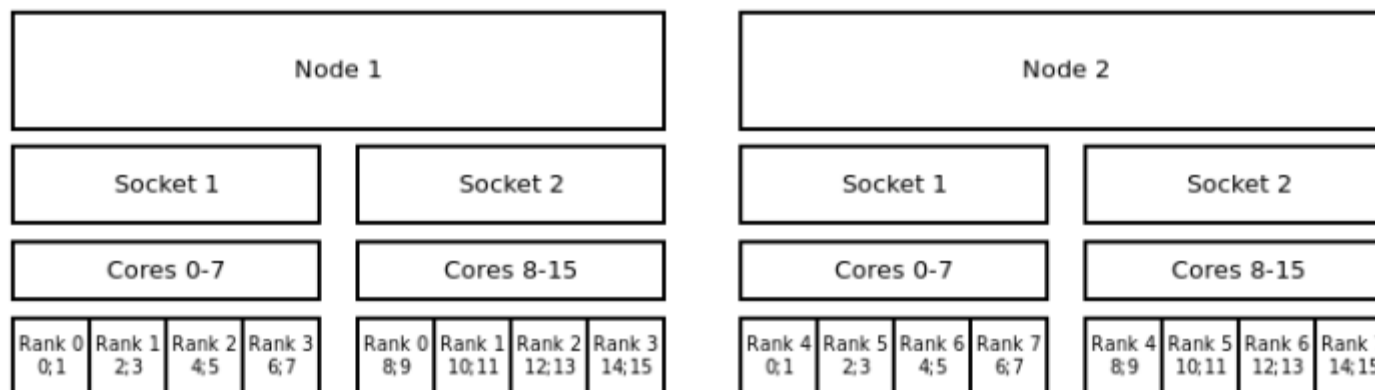 Node 1
Node 2
Socket 1
Socket 2
Socket 1
Socket 2
Cores 0-7
Cores 8-15
Cores 0-7
Cores 8-15
Rank 0 Rank 1 Rank 2 Rank 3
0;1 2;3 4;5 6;7
Rank 0 Rank 1 Rank 2 Rank 3
8;9 10;11 12;13 14;15
Rank 4 Rank 5 Rank 6 Rank 7
0;1 2;3 4;5 6;7
Rank 4 Rank 5 Rank 6 Rank
8;9 10;11 12;13 14;15